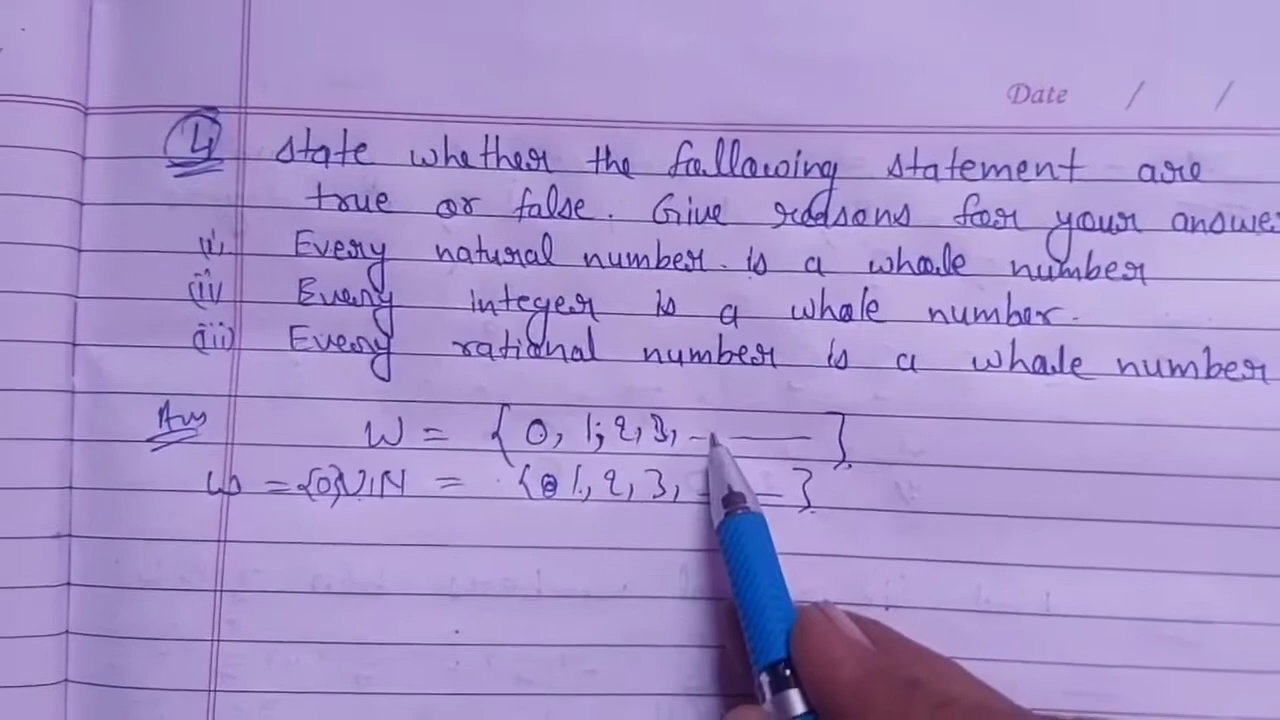 Date / /
4 state whether the following statement are
true or false. Give reasons for your answe
(i) Every natural number is a whole number
(ii) Every integer is a whole number.
(iii) Every rational number is a whole number
Ans W = { 0, 1, 2, 3, ——— }
W = {0} U N = { 0 1, 2, 3, —— }